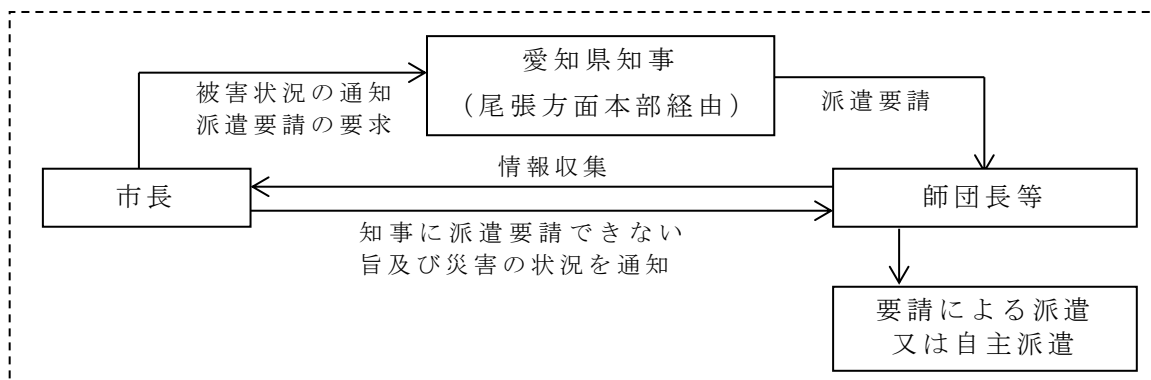 愛知県知事
（尾張方面本部経由）
被害状況の通知
派遣要請の要求
派遣要請
情報収集
市長
師団長等
知事に派遣要請できない
旨及び災害の状況を通知
要請による派遣
又は自主派遣